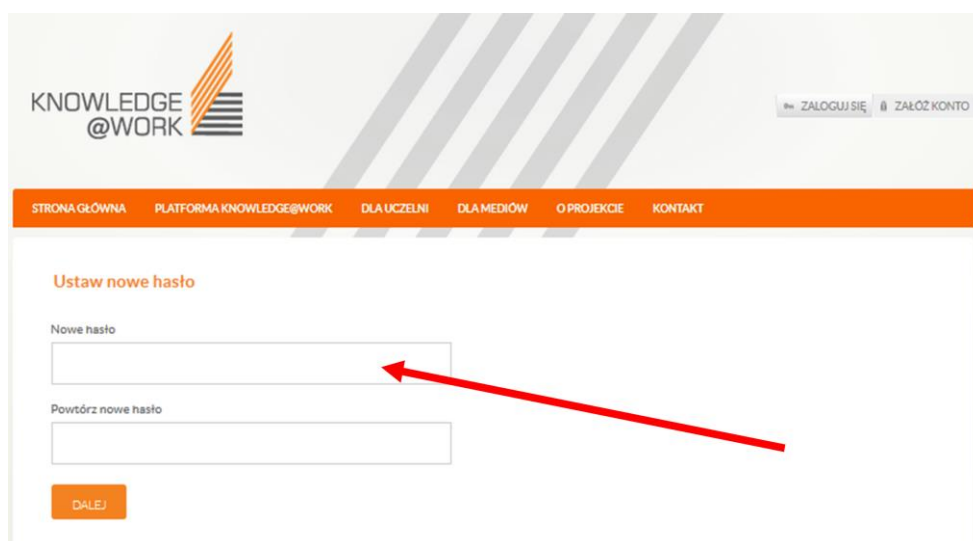 KNOWLEDGE
@WORK
ZALOGUJ SIĘ ZAŁÓŻ KONTO
STRONA GŁÓWNA PLATFORMA KNOWLEDGE@WORK DLA UCZELNI DLA MEDIÓW O PROJEKCIE KONTAKT
Ustaw nowe hasło
Nowe hasło
Powtórz nowe hasło
DALEJ